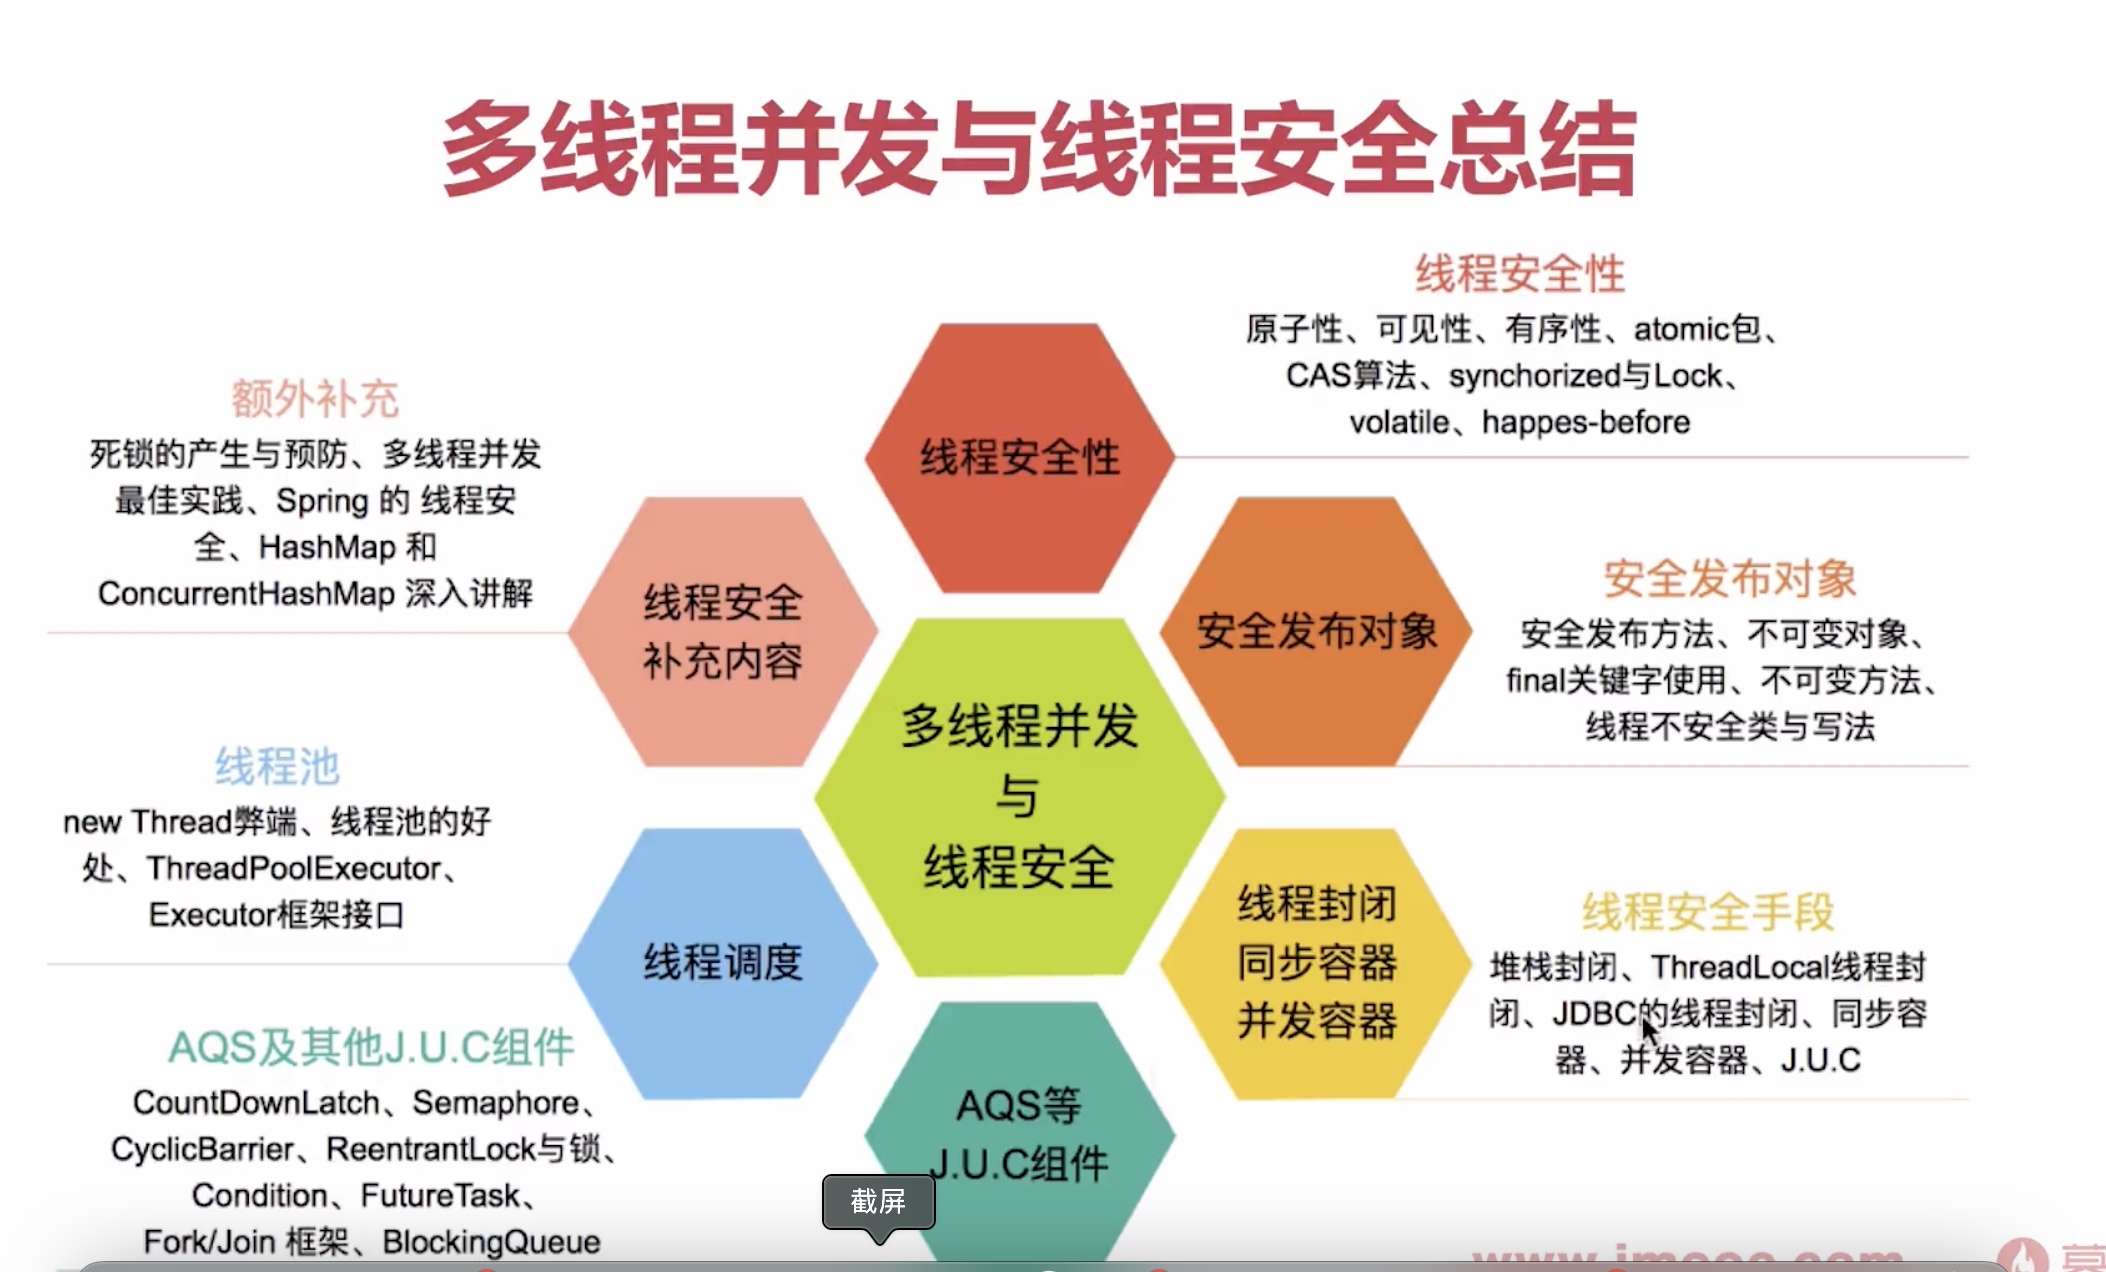 多线程并发与线程安全总结
线程安全性
原子性、可见性、有序性、atomic包、
CAS算法、synchorized与Lock、
volatile、happes-before
额外补充
死锁的产生与预防、多线程并发
最佳实践、Spring 的 线程安
全、HashMap 和
ConcurrentHashMap 深入讲解
线程安全性
线程安全
补充内容
安全发布对象
安全发布对象
安全发布方法、不可变对象、
final关键字使用、不可变方法、
线程不安全类与写法
多线程并发
与
线程安全
线程池
new Thread弊端、线程池的好
处、ThreadPoolExecutor、
Executor框架接口
线程调度
线程封闭
同步容器
并发容器
线程安全手段
堆栈封闭、ThreadLocal线程封
闭、JDBC的线程封闭、同步容
器、并发容器、J.U.C
AQS及其他J.U.C组件
CountDownLatch、Semaphore、
CyclicBarrier、ReentrantLock与锁、
Condition、FutureTask、
Fork/Join 框架、BlockingQueue
AQS等
J.U.C组件
截屏
www.imooc.com